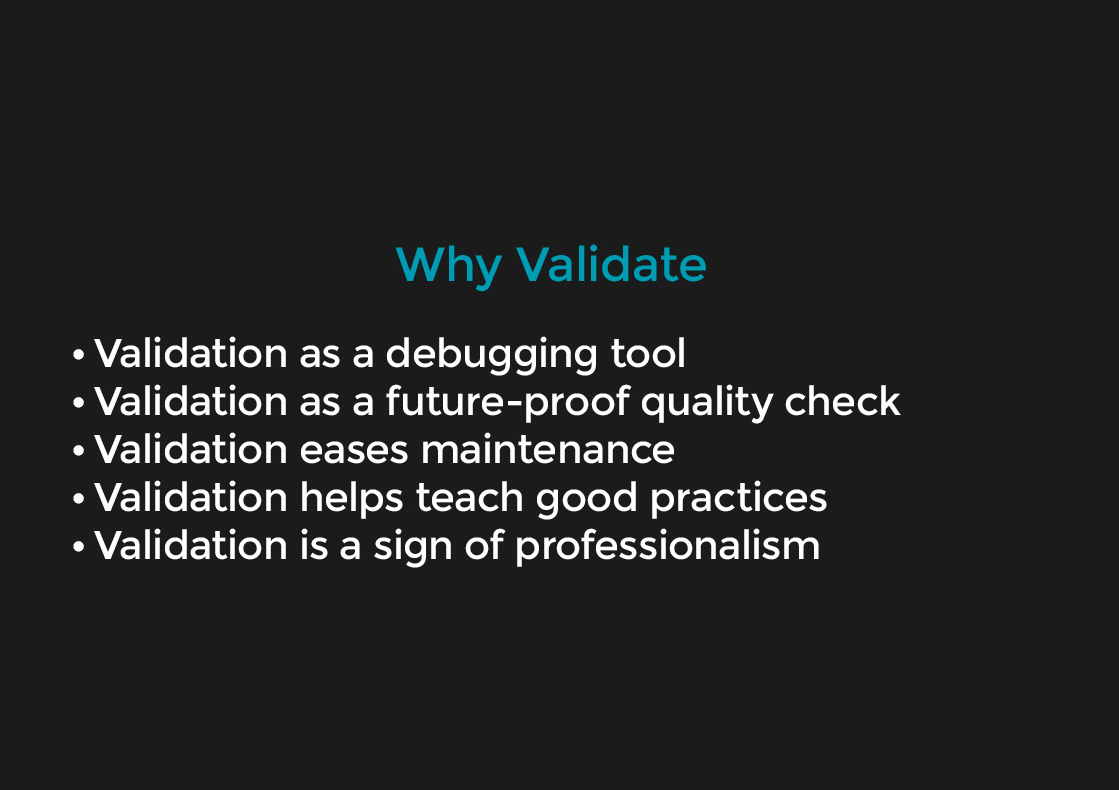 Why Validate
• Validation as a debugging tool
• Validation as a future-proof quality check
• Validation eases maintenance
• Validation helps teach good practices
• Validation is a sign of professionalism